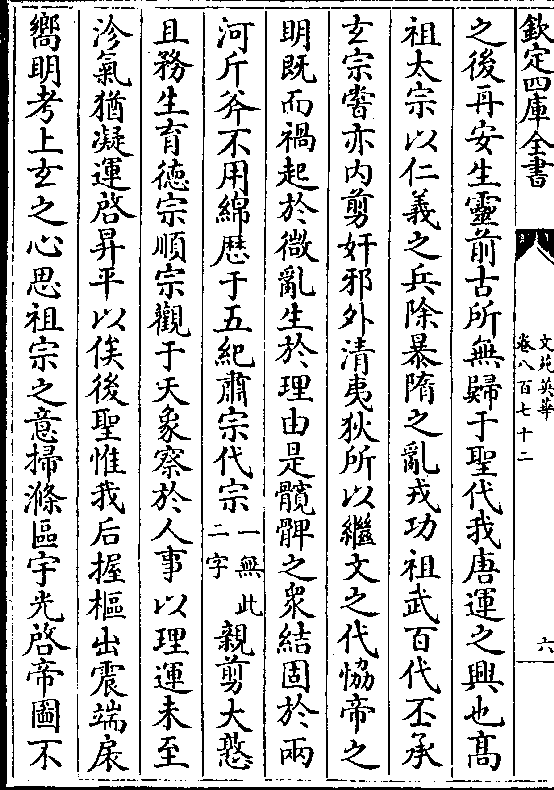 欽定四庫全書
文苑英華
卷八百七十二
六
之後再安生靈前古所無歸于聖代我唐運之興也髙
祖太宗以仁義之兵除暴隋之亂戎功祖武百代丕承
玄宗嘗亦内剪奸邪外清夷狄所以繼文之代恊帝之
明既而禍起於微亂生於理由是髖髀之衆結固於兩
河斤斧不用綿歴于五紀肅宗代宗一無此二字親剪大憝
且務生育德宗順宗觀于天象察於人事以理運未至
沴氣猶凝運啓昇平以俟後聖惟我后握樞出震端扆
嚮明考上玄之心思祖宗之意掃滌區宇光啓帝圖不